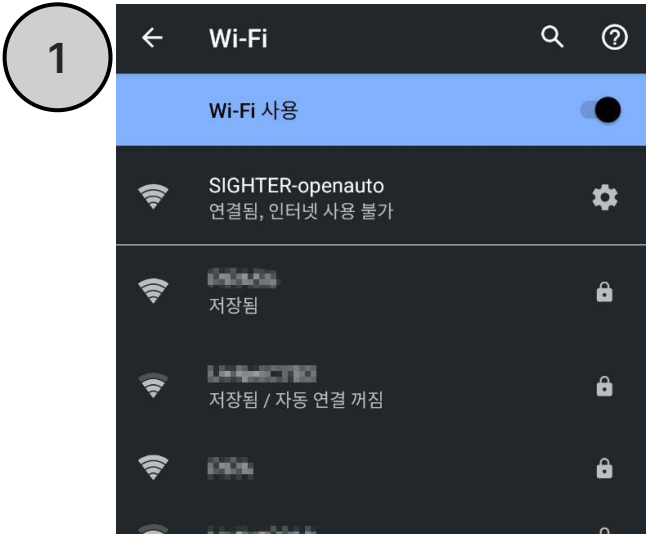 1
Wi-Fi
Wi-Fi 사용
SIGHTER-openauto
연결됨, 인터넷 사용 불가
저장됨
저장됨 / 자동 연결 꺼짐